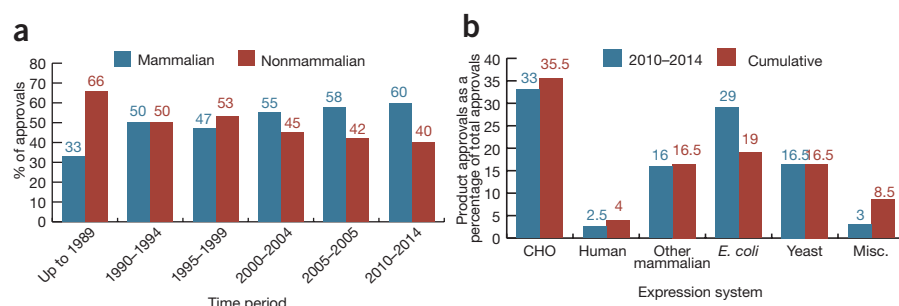 a
Mammalian Nonmammalian
% of approvals
80
70
60
50
40
30
20
10
0
33 66
50 50
47 53
55 45
58 42
60 40
Up to 1989
1990–1994
1995–1999
2000–2004
2005–2005
2010–2014
Time period
b
2010–2014 Cumulative
Product approvals as a
percentage of total approvals
40
35
30
25
20
15
10
5
0
33 35.5
2.5 4
16 16.5
29 19
16.5 16.5
3 8.5
CHO
Human
Other
mammalian
E. coli
Yeast
Misc.
Expression system